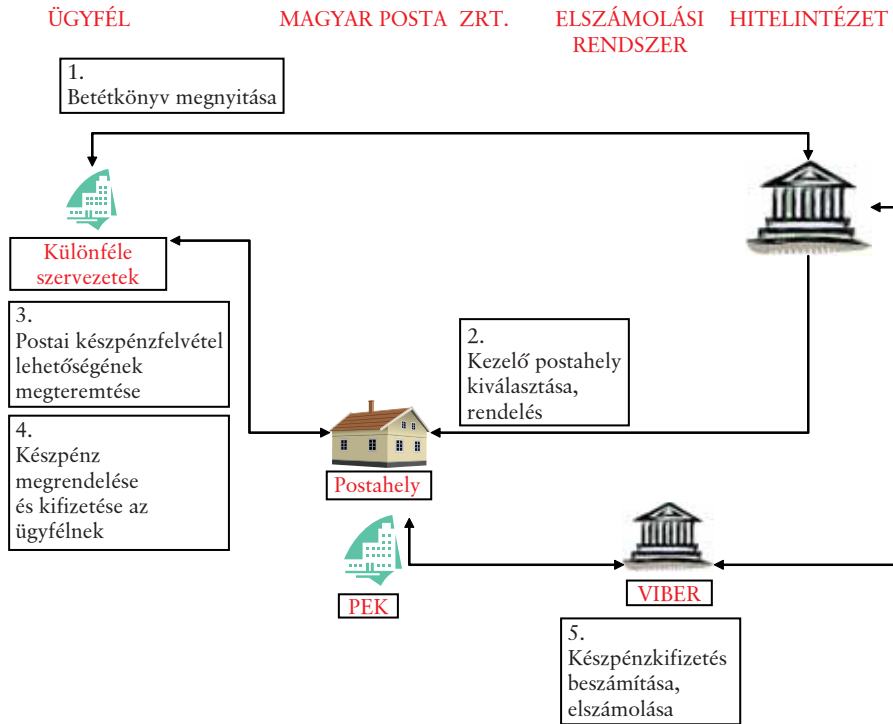 ÜGYFÉL
MAGYAR POSTA ZRT.
ELSZÁMOLÁSI
RENDSZER
HITELINTÉZET
1.
Betétkönyv megnyitása
Különféle
szervezetek
3.
Postai készpénzfelvétel
lehetőségének
megteremtése
2.
Kezelő postahely
kiválasztása,
rendelés
4.
Készpénz
megrendelése
és kifizetése az
ügyfélnek
Postahely
PEK
VIBER
5.
Készpénzkifizetés
beszámítása,
elszámolása